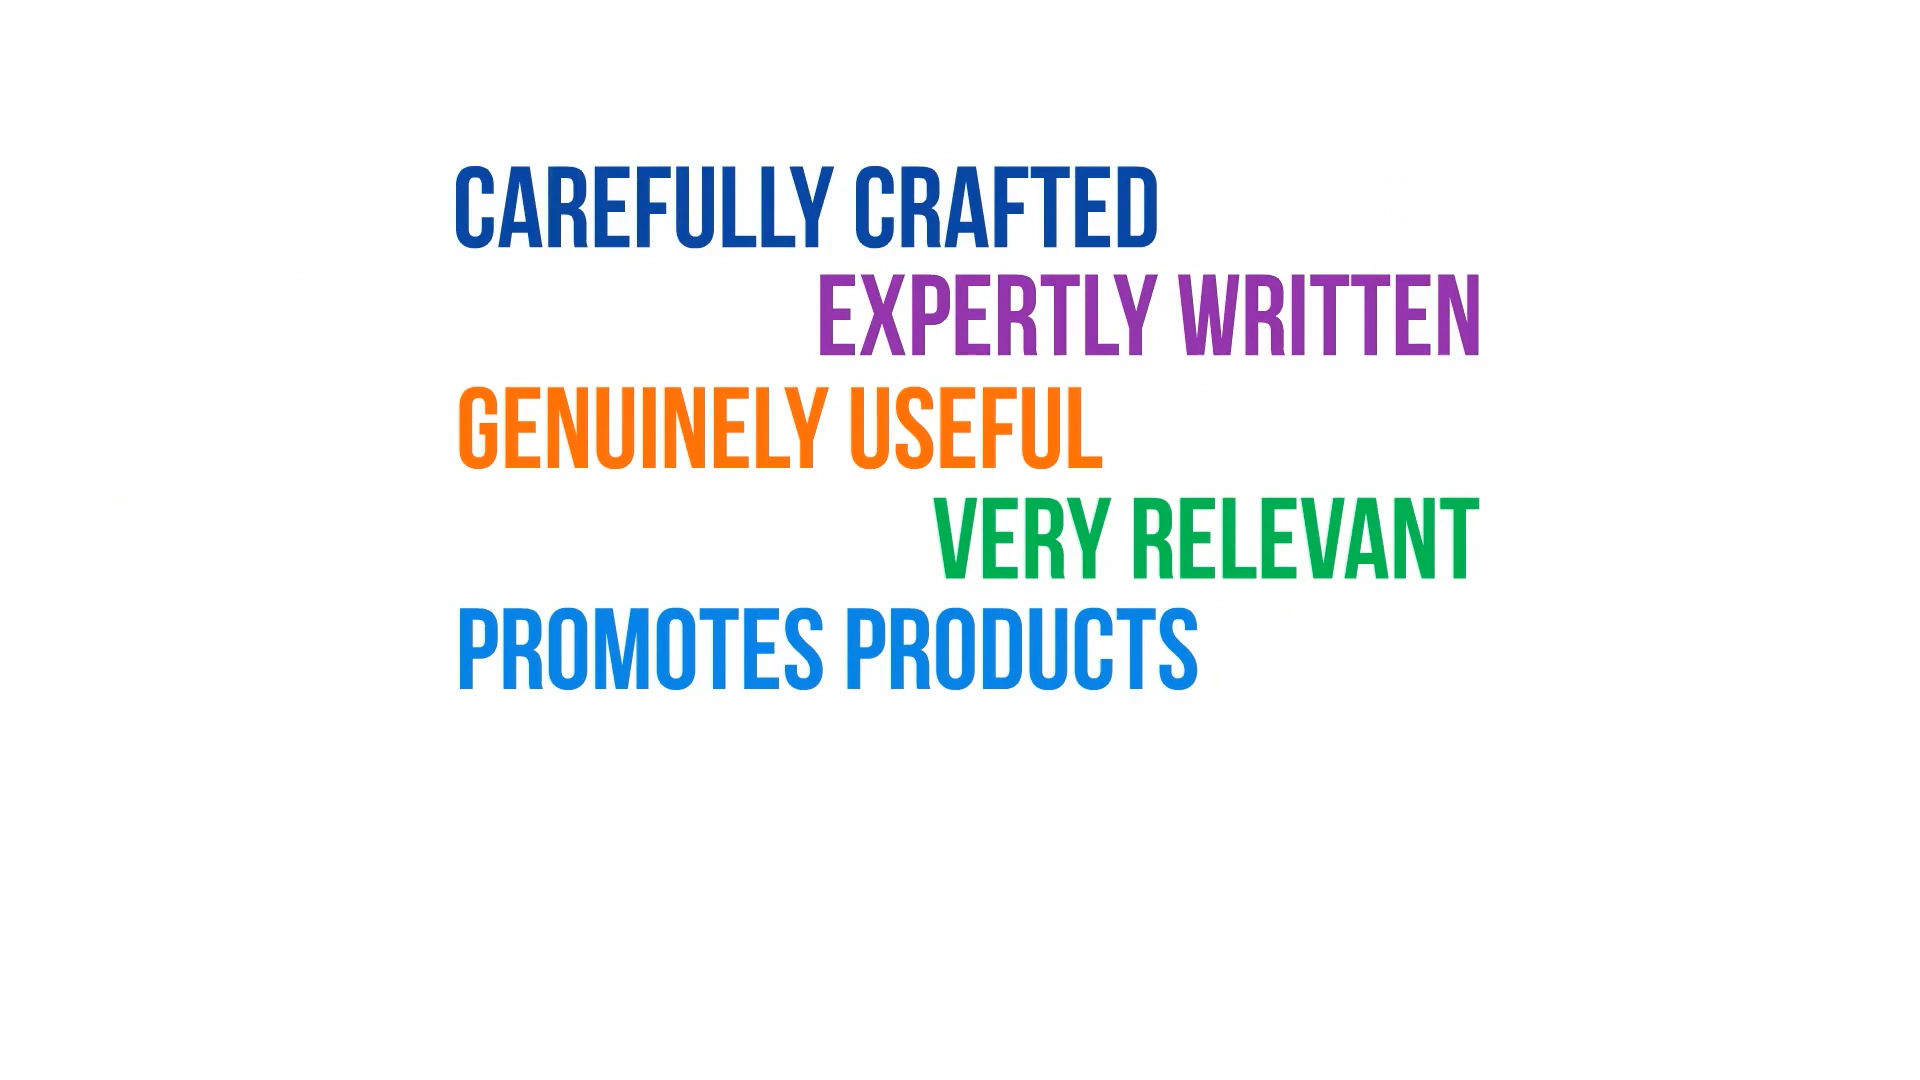 CAREFULLY CRAFTED
EXPERTLY WRITTEN
GENUINELY USEFUL
VERY RELEVANT
PROMOTES PRODUCTS